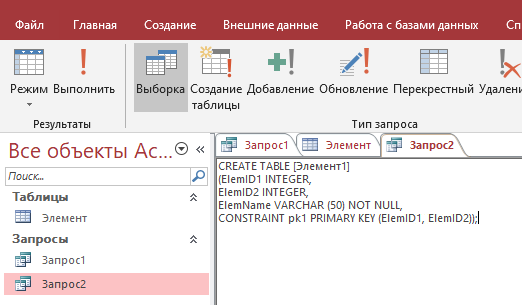 Файл Главная Создание Внешние данные Работа с базами данных Сп
Режим Выполнить Выборка Создание таблицы Добавление Обновление Перекрестный Удалени
Результаты Тип запроса
Все объекты Ac...
Поиск...
Таблицы
Элемент
Запросы
Запрос1
Запрос2
Запрос1 Элемент Запрос2
CREATE TABLE [Элемент1]
(ElemID1 INTEGER,
ElemID2 INTEGER,
ElemName VARCHAR (50) NOT NULL,
CONSTRAINT pk1 PRIMARY KEY (ElemID1, ElemID2));